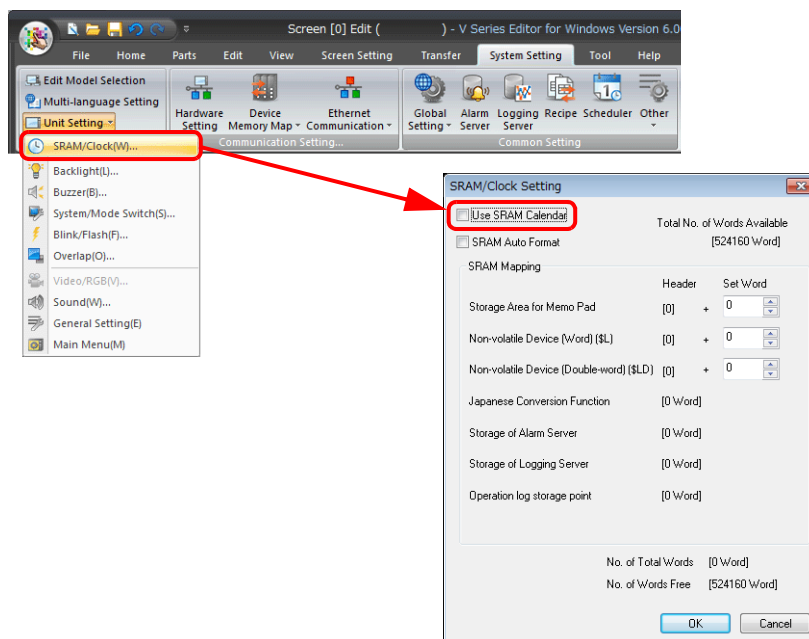 Screen [0] Edit ( ) - V Series Editor for Windows Version 6.0
File Home Parts Edit View Screen Setting Transfer System Setting Tool Help
Edit Model Selection
Multi-language Setting
Unit Setting
Hardware Setting
Device Memory Map
Ethernet Communication
Global Setting
Alarm Server
Logging Server
Recipe
Scheduler
Other
Communication Setting...
Common Setting
SRAM/Clock(W)...
Backlight(L)...
Buzzer(B)...
System/Mode Switch(S)...
Blink/Flash(F)...
Overlap(O)...
Video/RGB(V)...
Sound(W)...
General Setting(E)
Main Menu(M)
SRAM/Clock Setting
Use SRAM Calendar
Total No. of Words Available
SRAM Auto Format
[524160 Word]
SRAM Mapping
Header Set Word
Storage Area for Memo Pad [0] + 0
Non-volatile Device (Word) ($L) [0] + 0
Non-volatile Device (Double-word) ($LD) [0] + 0
Japanese Conversion Function [0 Word]
Storage of Alarm Server [0 Word]
Storage of Logging Server [0 Word]
Operation log storage point [0 Word]
No. of Total Words [0 Word]
No. of Words Free [524160 Word]
OK Cancel